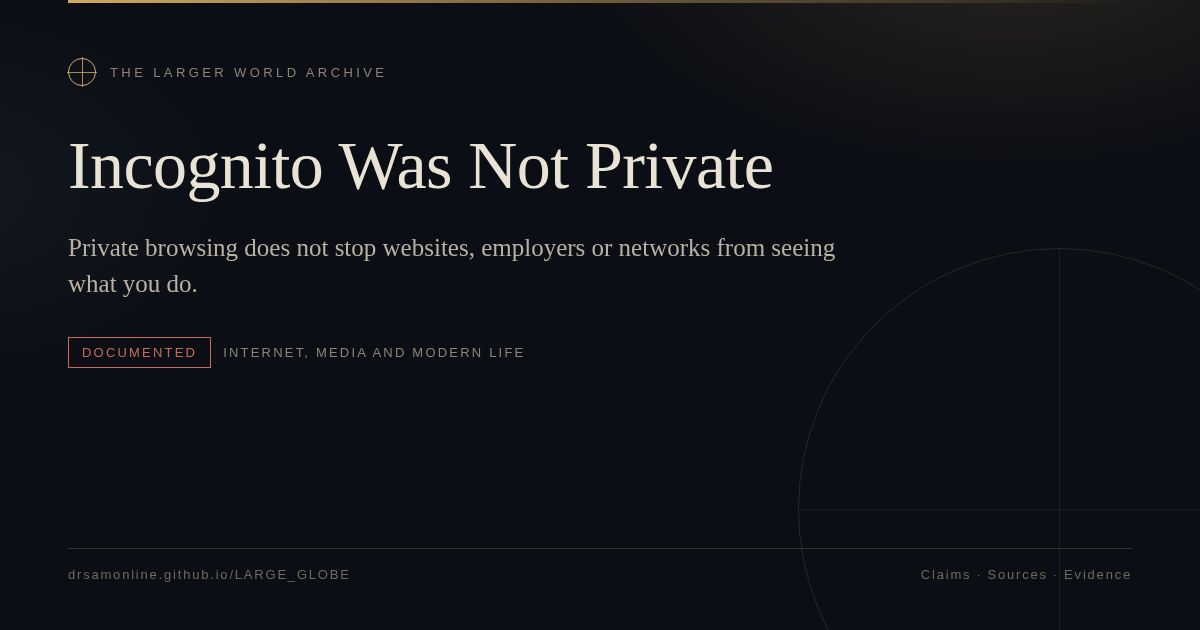 THE LARGER WORLD ARCHIVE
Incognito Was Not Private
Private browsing does not stop websites, employers or networks from seeing
what you do.
DOCUMENTED INTERNET, MEDIA AND MODERN LIFE
drsamonline.github.io/LARGE_GLOBE
Claims · Sources · Evidence